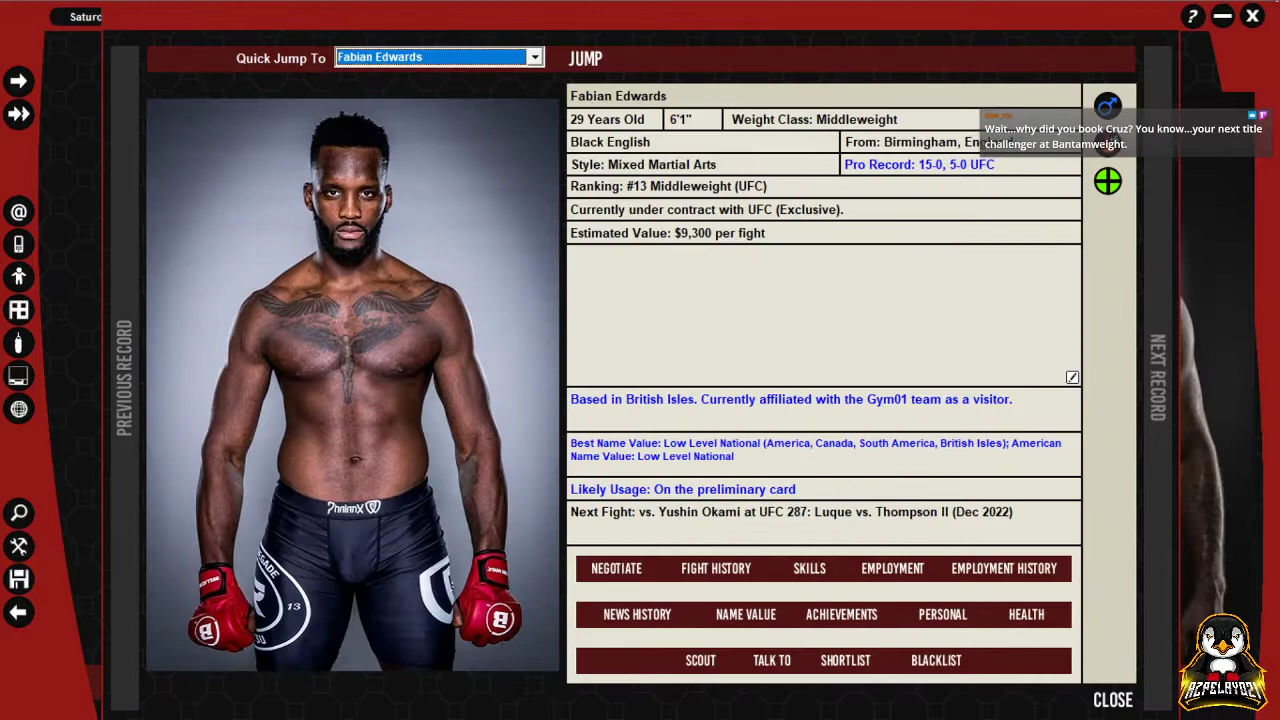 Saturd
Quick Jump To
Fabian Edwards
JUMP
Fabian Edwards
29 Years Old
6'1"
Weight Class: Middleweight
Black English
From: Birmingham, En
Wait...why did you book Cruz? You know...your next title
challenger at Bantamweight.
Style: Mixed Martial Arts
Pro Record: 15-0, 5-0 UFC
Ranking: #13 Middleweight (UFC)
Currently under contract with UFC (Exclusive).
Estimated Value: $9,300 per fight
Based in British Isles. Currently affiliated with the Gym01 team as a visitor.
Best Name Value: Low Level National (America, Canada, South America, British Isles); American
Name Value: Low Level National
Likely Usage: On the preliminary card
Next Fight: vs. Yushin Okami at UFC 287: Luque vs. Thompson II (Dec 2022)
NEGOTIATE
FIGHT HISTORY
SKILLS
EMPLOYMENT
EMPLOYMENT HISTORY
NEWS HISTORY
NAME VALUE
ACHIEVEMENTS
PERSONAL
HEALTH
SCOUT
TALK TO
SHORTLIST
BLACKLIST
CLOSE
PREVIOUS RECORD
NEXT RECORD
PhalanX
13